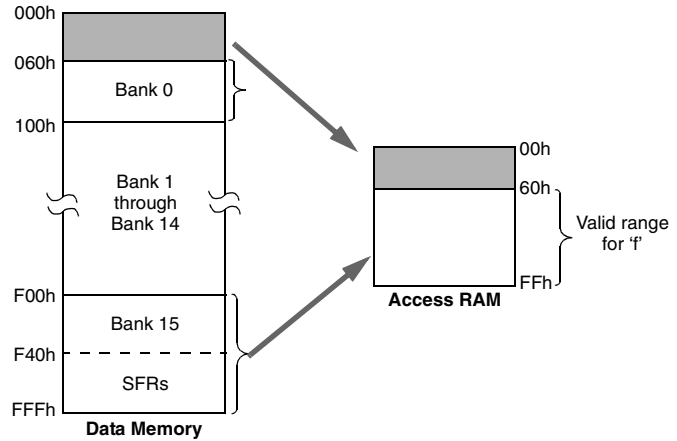 000h
060h
Bank 0
100h
Bank 1
through
Bank 14
F00h
Bank 15
F40h
SFRs
FFFh
Data Memory
00h
60h
Valid range
for ‘f’
FFh
Access RAM